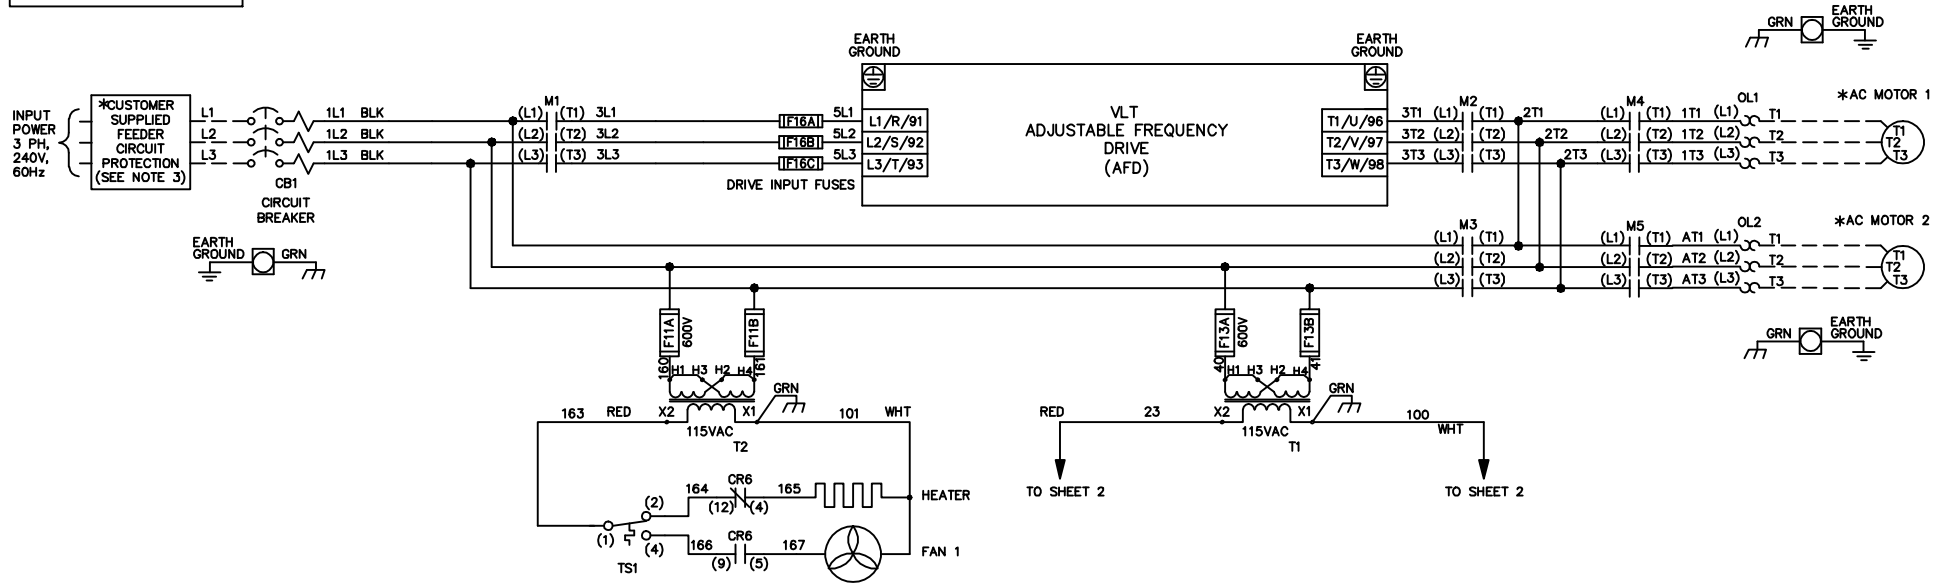 EARTH
GROUND
GRN
EARTH
GROUND
EARTH
GROUND
INPUT
POWER
3 PH,
240V,
60Hz
*CUSTOMER
SUPPLIED
FEEDER
CIRCUIT
PROTECTION
(SEE NOTE 3)
L1
L2
L3
CB1
CIRCUIT
BREAKER
1L1 BLK
1L2 BLK
1L3 BLK
M1
(L1) (T1) 3L1
(L2) (T2) 3L2
(L3) (T3) 3L3
F16A
F16B
F16C
DRIVE INPUT FUSES
5L1
5L2
5L3
L1/R/91
L2/S/92
L3/T/93
VLT
ADJUSTABLE FREQUENCY
DRIVE
(AFD)
T1/U/96
T2/V/97
T3/W/98
3T1 (L1) (T1) 2T1
3T2 (L2) (T2) 2T2
3T3 (L3) (T3) 2T3
M2
M4
(L1) (T1) 1T1 (L1) T1
(L2) (T2) 1T2 (L2) T2
(L3) (T3) 1T3 (L3) T3
OL1
*AC MOTOR 1
T1
T2
T3
EARTH
GROUND
GRN
M3
(L1) (T1)
(L2) (T2)
(L3) (T3)
M5
(L1) (T1) AT1 (L1) T1
(L2) (T2) AT2 (L2) T2
(L3) (T3) AT3 (L3) T3
OL2
*AC MOTOR 2
T1
T2
T3
GRN
EARTH
GROUND
F11A
600V
F11B
160
161
H1 H3 H2 H4
GRN
163 RED X2 X1 101 WHT
115VAC
T2
F13A
600V
F13B
40
41
H1 H3 H2 H4
GRN
RED 23 X2 X1 100
WHT
115VAC
T1
TO SHEET 2
TO SHEET 2
CR6
164 165
(12) (4)
HEATER
(2)
(1)
(4)
TS1
CR6
166 167
(9) (5)
FAN 1